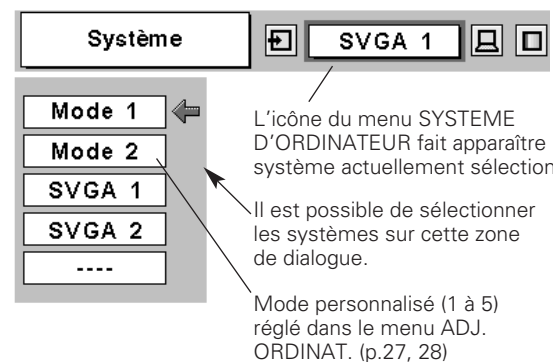 Système
SVGA 1
Mode 1
Mode 2
SVGA 1
SVGA 2
----
L'icône du menu SYSTEME
D'ORDINATEUR fait apparaître
système actuellement
Il est possible de sélectionner
les systèmes sur cette zone
de dialogue.
Mode personnalisé (1 à 5)
réglé dans le menu ADJ.
ORDINAT. (p.27, 28)